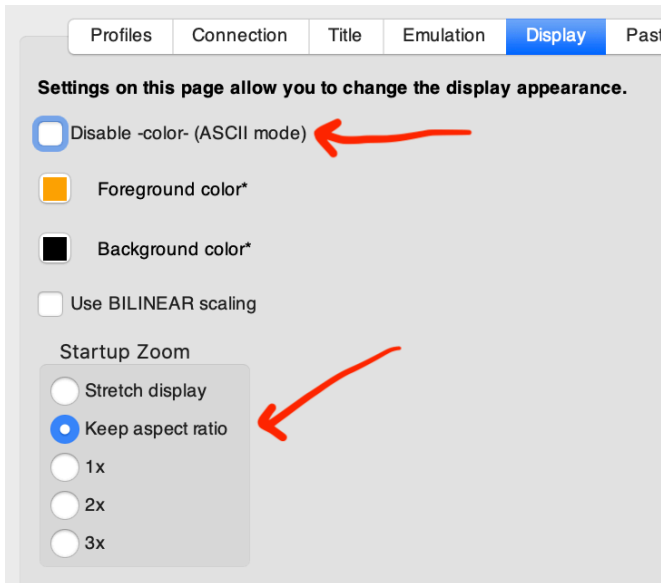 Profiles Connection Title Emulation Display Past
Settings on this page allow you to change the display appearance.
Disable -color- (ASCII mode)
Foreground color*
Background color*
Use BILINEAR scaling
Startup Zoom
Stretch display
Keep aspect ratio
1x
2x
3x